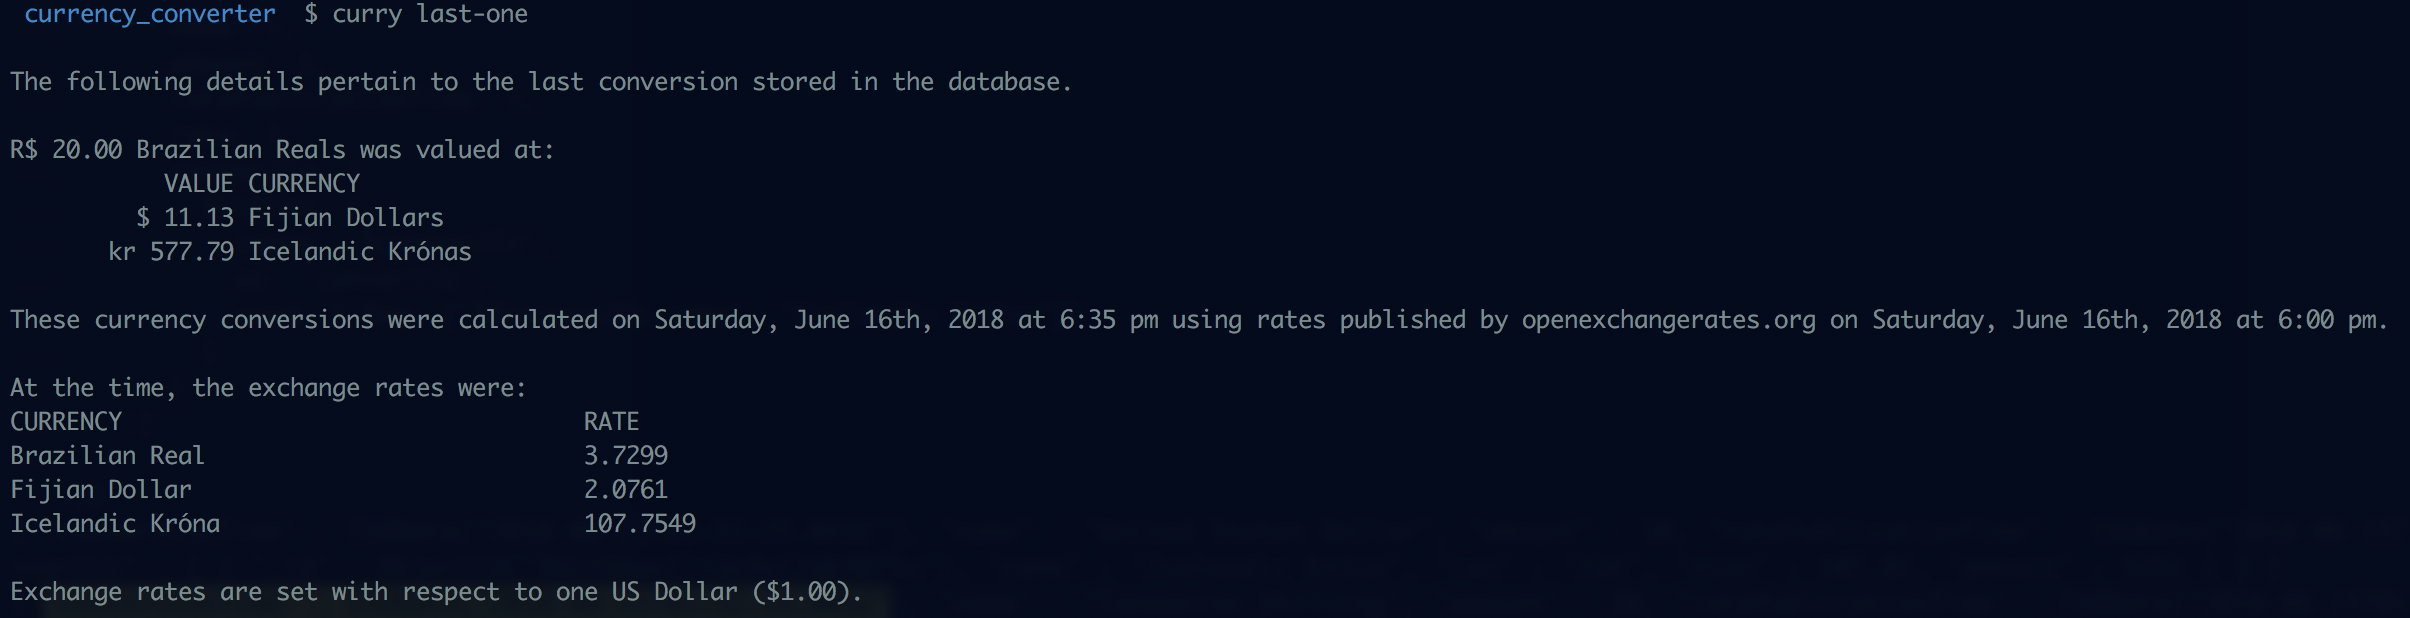 currency_converter $ curry last-one
The following details pertain to the last conversion stored in the database.
R$ 20.00 Brazilian Reals was valued at:
VALUE CURRENCY
$ 11.13 Fijian Dollars
kr 577.79 Icelandic Krónas
These currency conversions were calculated on Saturday, June 16th, 2018 at 6:35 pm using rates published by openexchangerates.org on Saturday, June 16th, 2018 at 6:00 pm.
At the time, the exchange rates were:
CURRENCY RATE
Brazilian Real 3.7299
Fijian Dollar 2.0761
Icelandic Króna 107.7549
Exchange rates are set with respect to one US Dollar ($1.00).